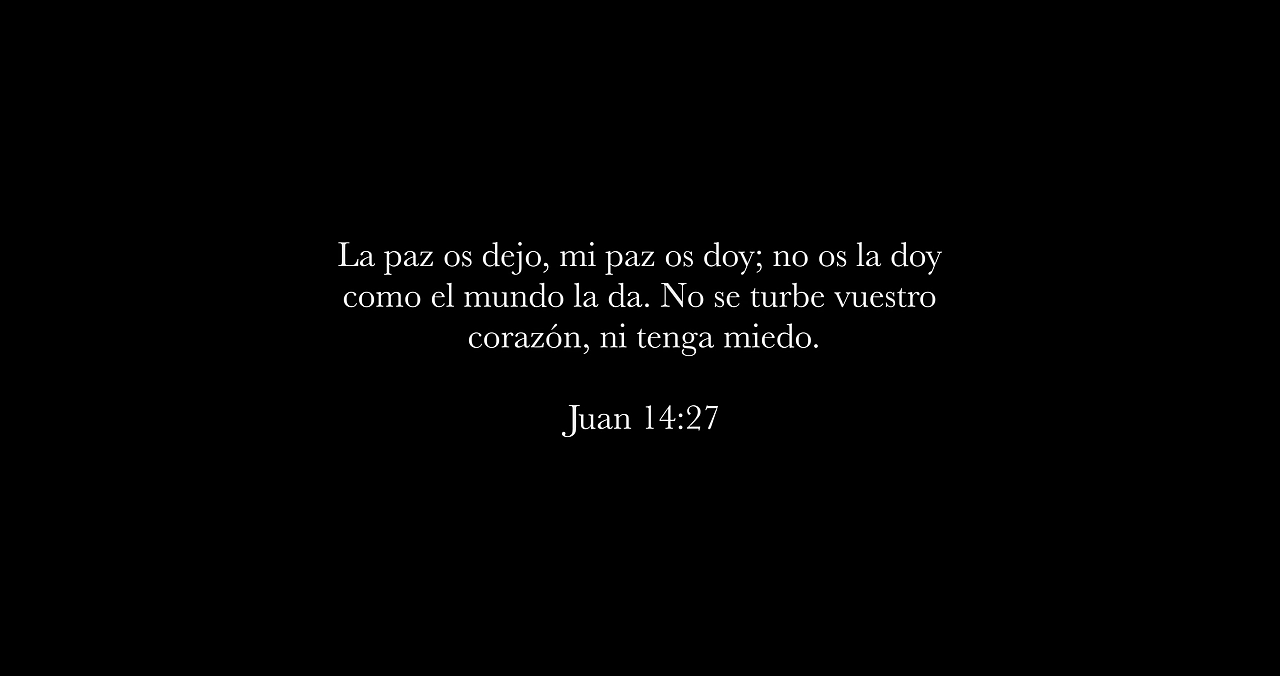 La paz os dejo, mi paz os doy; no os la doy
como el mundo la da. No se turbe vuestro
corazón, ni tenga miedo.
Juan 14:27